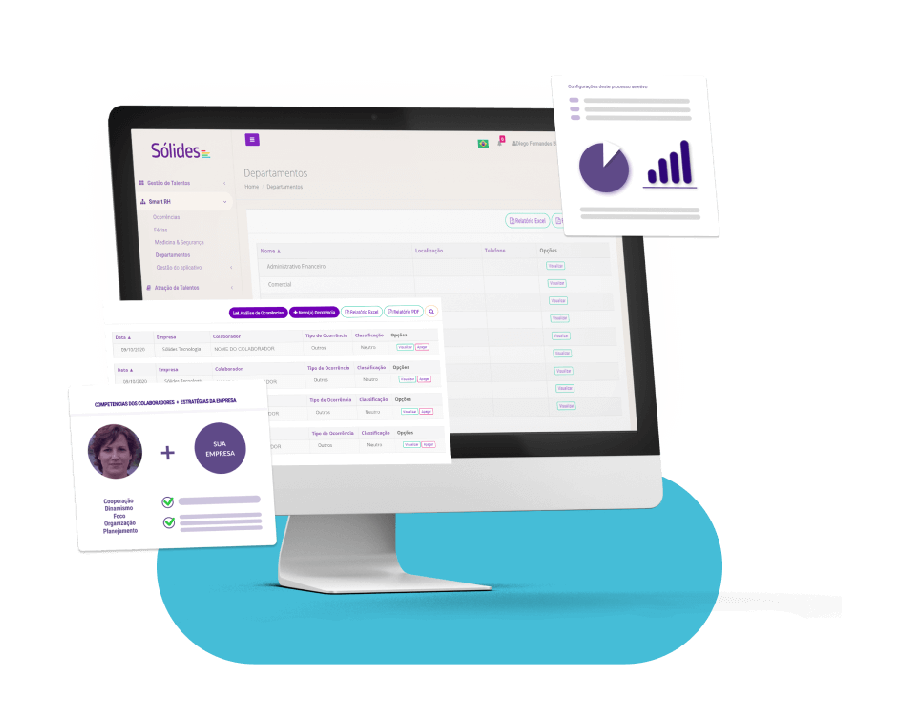 Configurações deste processo seletivo
Sólides
Diego Fernandes
Departamentos
Home / Departamentos
Gestão de Talentos
Smart RH
Ocorrências
Férias
Medicina & Segurança
Departamentos
Gestão do aplicativo
Atração de Talentos
Relatório Excel
Nome Localização Telefone Opções
Administrativo Financeiro Visualizar
Comercial Visualizar
Visualizar
Visualizar
Visualizar
Visualizar
Visualizar
Visualizar
Visualizar
Análise de Ocorrências Nova(s) Ocorrência Relatório Excel Relatório PDF
Data Empresa Colaborador Tipo de Ocorrência Classificação Opções
09/10/2020 Sólides Tecnologia NOME DO COLABORADOR Outros Neutro Visualizar Apagar
Data Empresa Colaborador Tipo de Ocorrência Classificação Opções
09/10/2020 Sólides Tecnologia DOR Outros Neutro Visualizar Apagar
Tipo de Ocorrência Classificação Opções
DOR Outros Neutro Visualizar Apagar
Tipo de Ocorrência Classificação Opções
DOR Outros Neutro Visualizar Apagar
COMPETENCIAS DOS COLABORADORES + ESTRATÉGAS DA EMPRESA
+
SUA
EMPRESA
Cooperação
Dinamismo
Foco
Organização
Planejamento